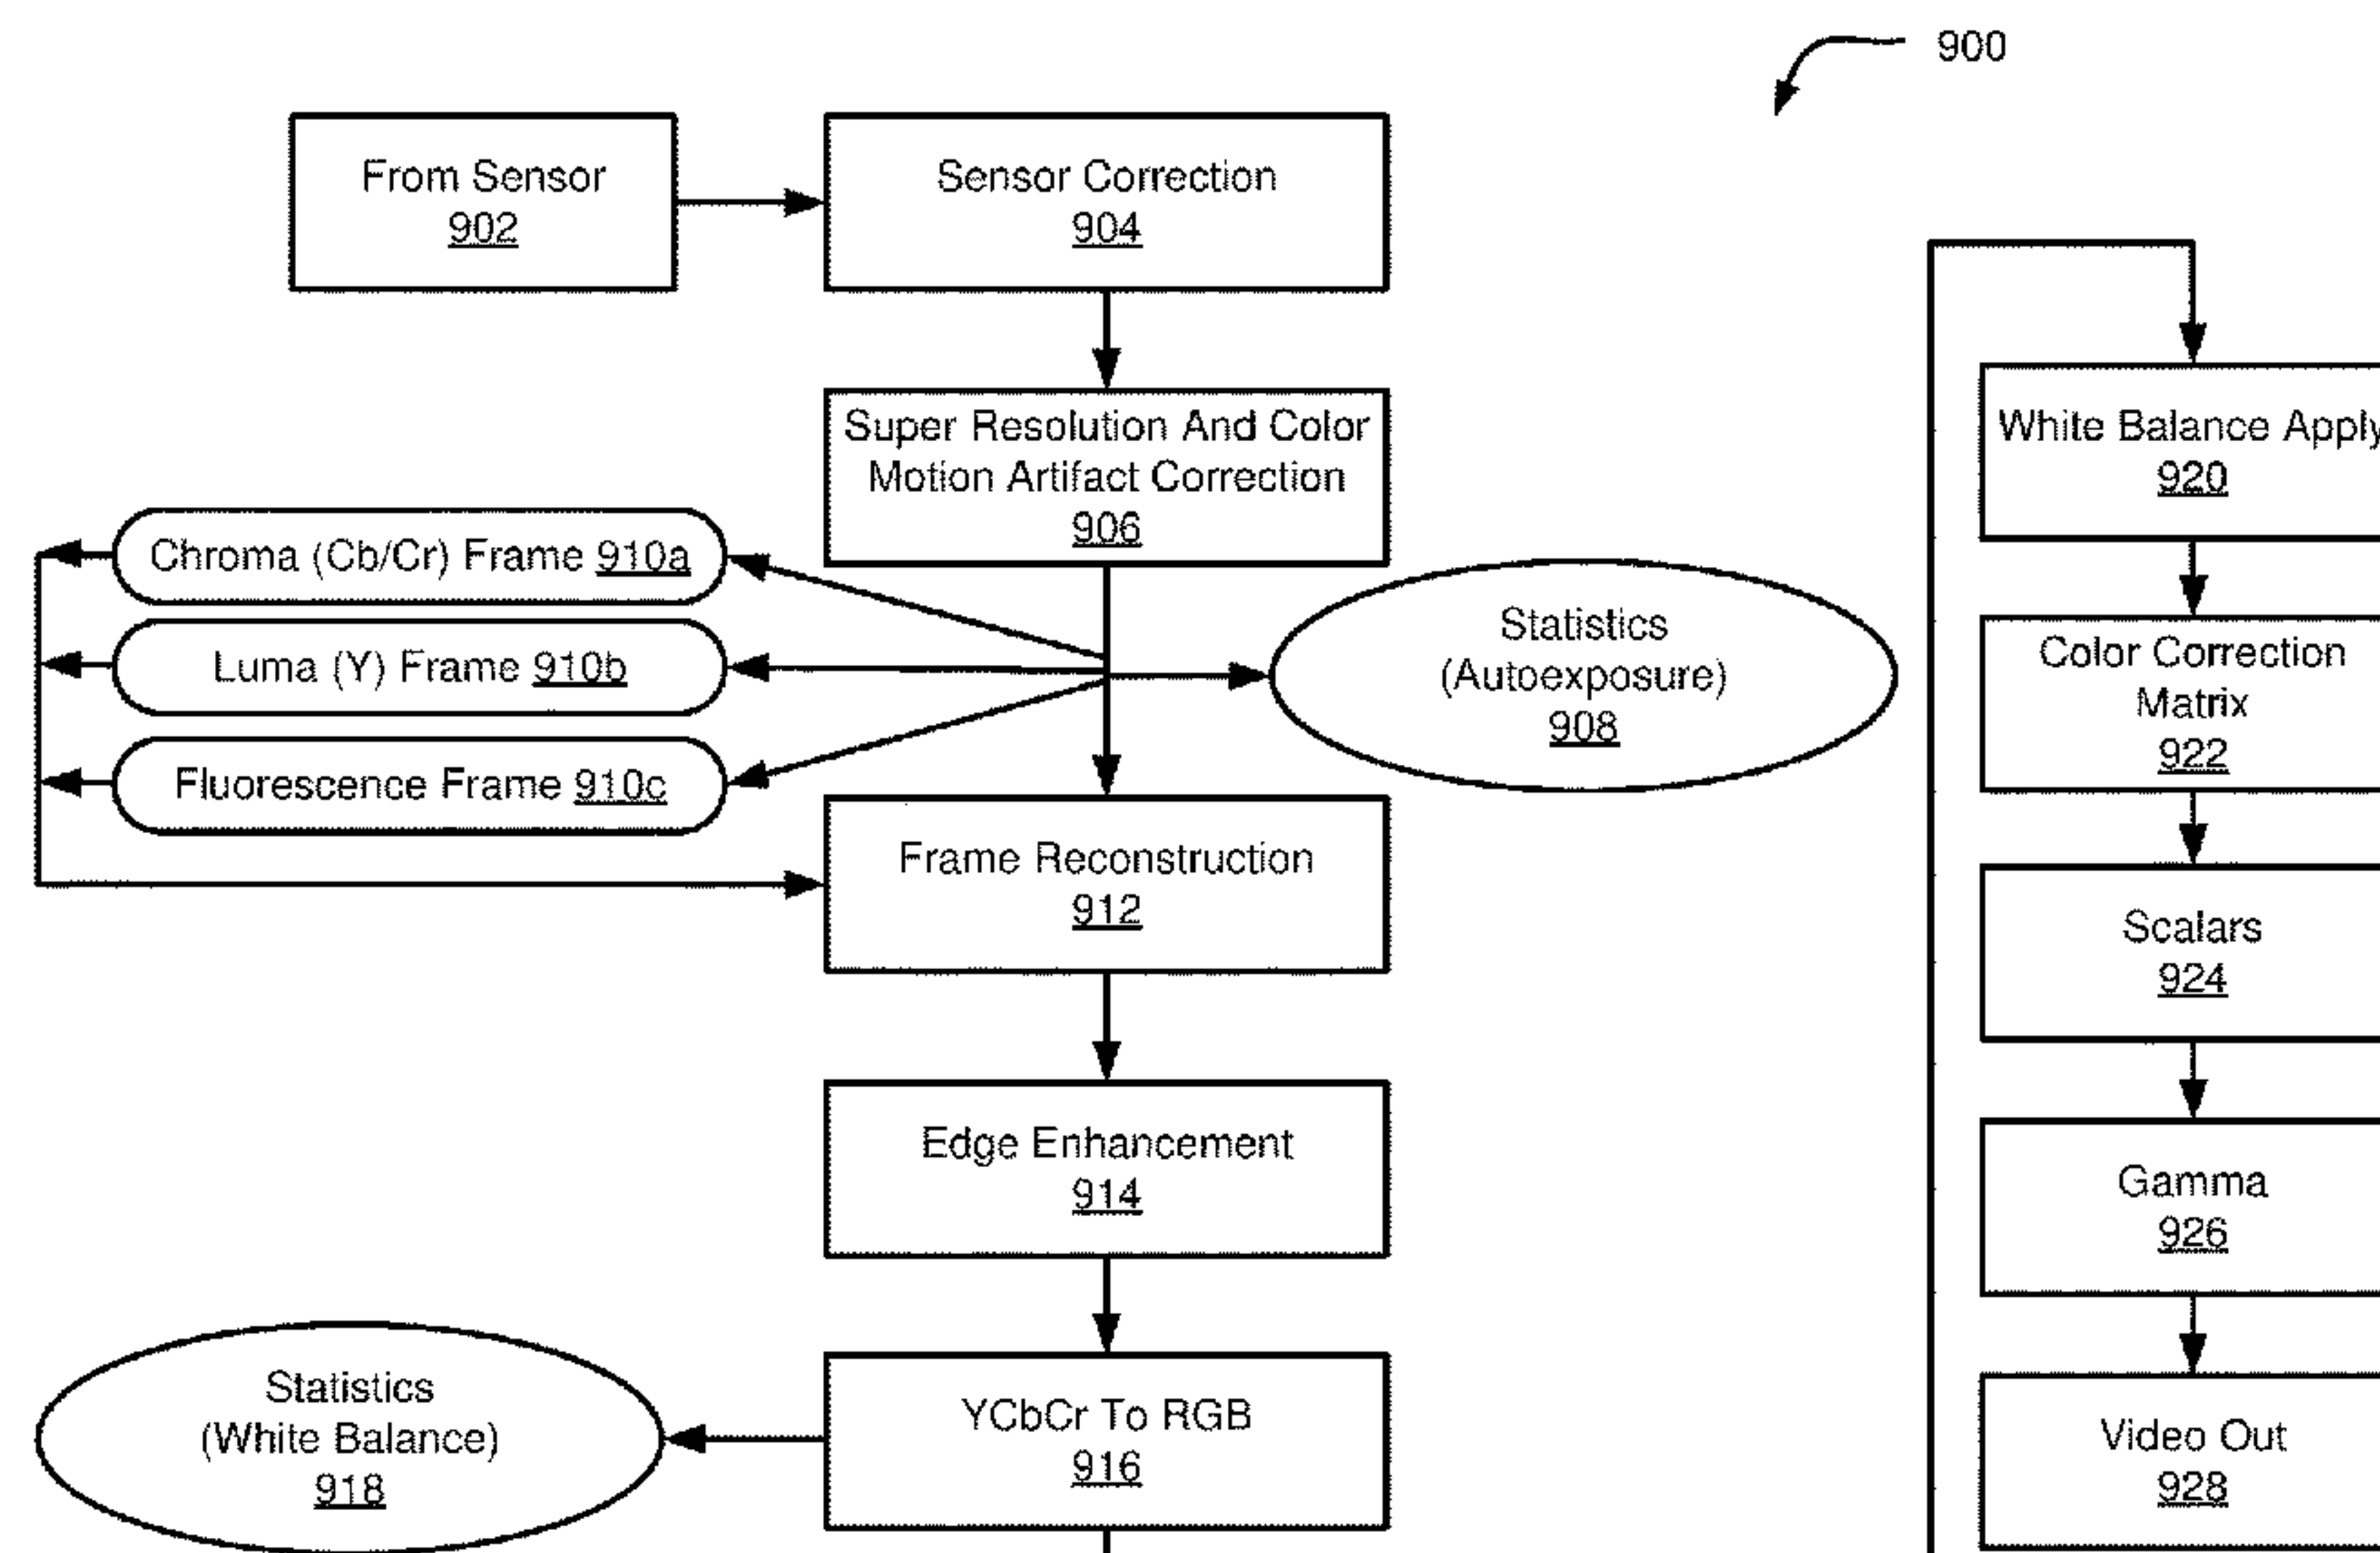 900
From Sensor
902
Sensor Correction
904
Super Resolution And Color
Motion Artifact Correction
906
Chroma (Cb/Cr) Frame 910a
Luma (Y) Frame 910b
Fluorescence Frame 910c
Statistics
(Autoexposure)
908
Frame Reconstruction
912
Edge Enhancement
914
YCbCr To RGB
916
Statistics
(White Balance)
918
White Balance Apply
920
Color Correction
Matrix
922
Scalars
924
Gamma
926
Video Out
928